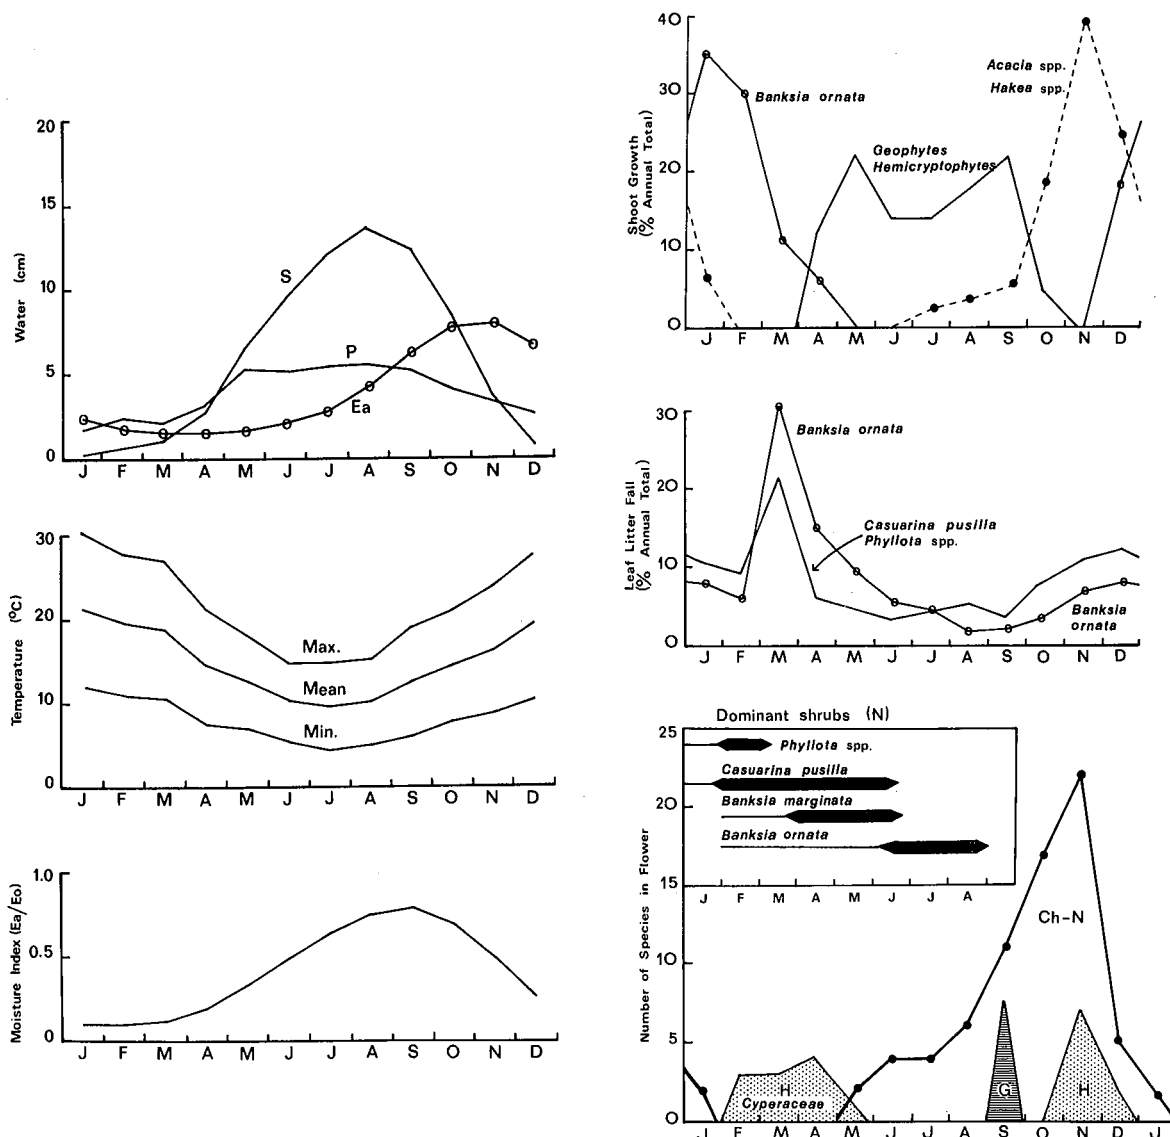 20
15
10
5
0
Water (cm)
S
P
Ea
J F M A M J J A S O N D
30
20
10
0
Temperature (ºC)
Max.
Mean
Min.
J F M A M J J A S O N D
1.0
0.5
0
Moisture Index (Ea/Eo)
J F M A M J J A S O N D
40
30
20
10
0
Shoot Growth
(% Annual Total)
Acacia spp.
Hakea spp.
Banksia ornata
Geophytes
Hemicryptophytes
J F M A M J J A S O N D
30
20
10
0
Leaf Litter Fall
(% Annual Total)
Banksia ornata
Casuarina pusilla
Phyllota spp.
Banksia
ornata
J F M A M J J A S O N D
Dominant shrubs (N)
25
20
15
10
5
0
Number of Species in Flower
Phyllota spp.
Casuarina pusilla
Banksia marginata
Banksia ornata
J F M A M J J A
Ch-N
H
Cyperaceae
G
H
J F M A M J J A S O N D J